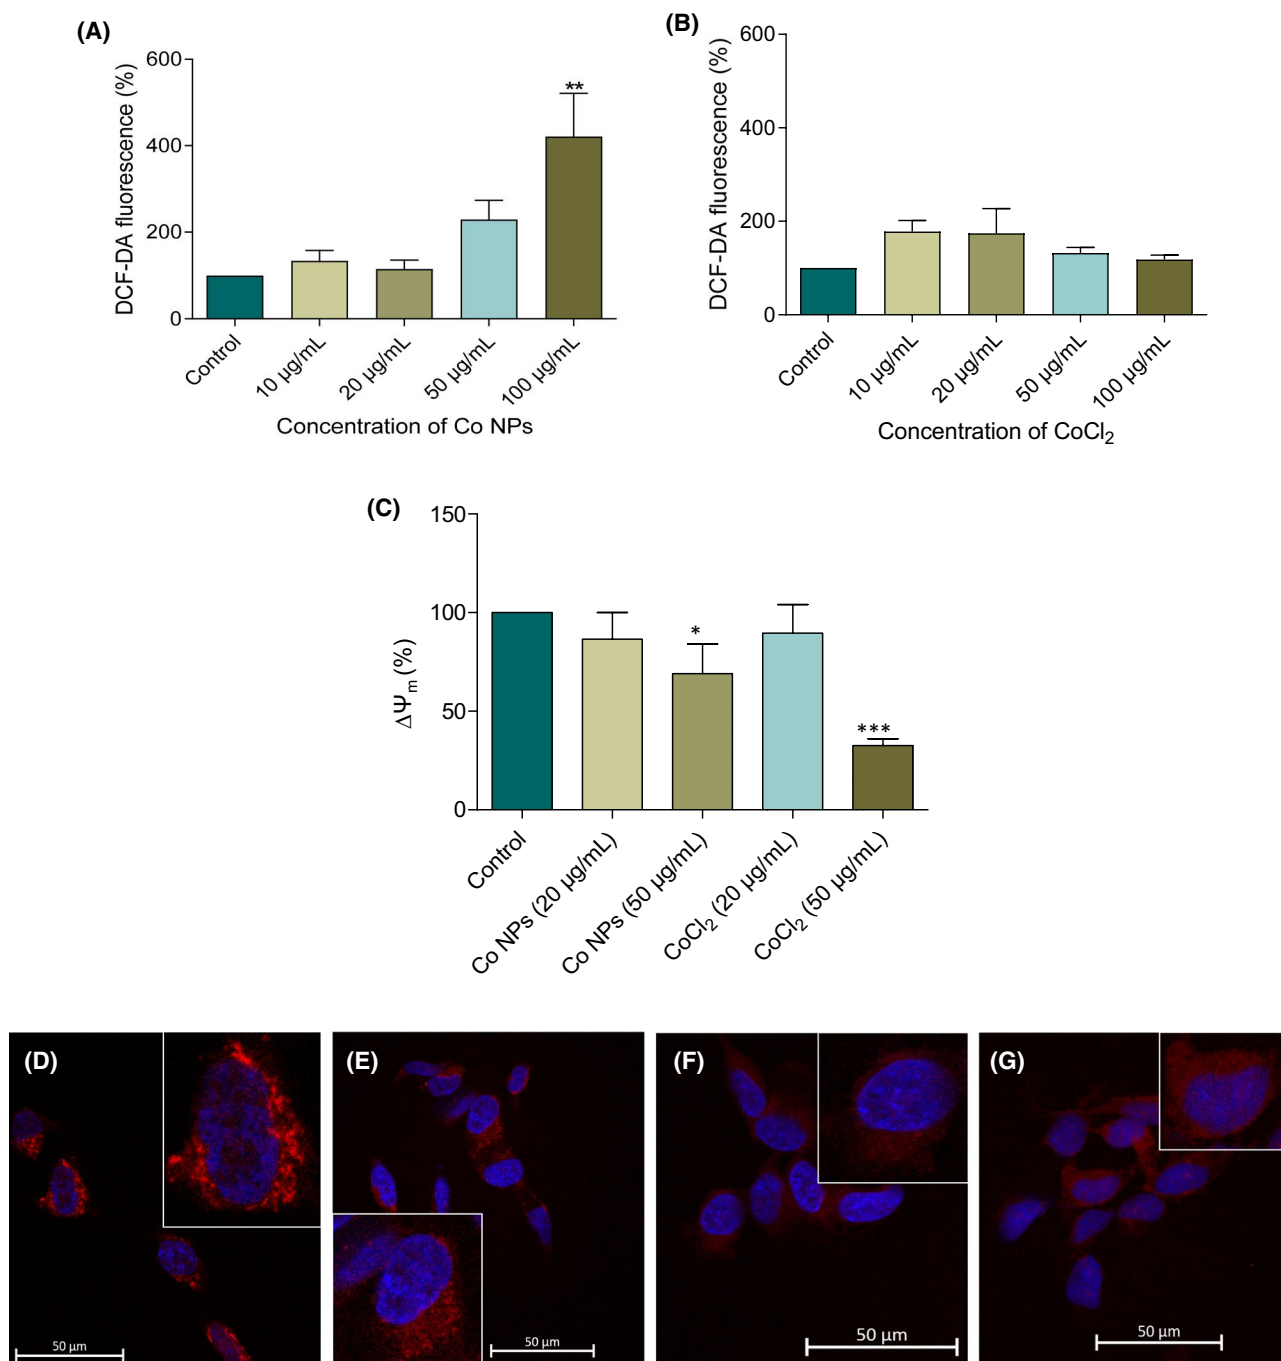 (A)
DCF-DA fluorescence (%)
600
400
200
0
**
Control
10 µg/mL
20 µg/mL
50 µg/mL
100 µg/mL
Concentration of Co NPs
(B)
DCF-DA fluorescence (%)
600
400
200
0
Control
10 µg/mL
20 µg/mL
50 µg/mL
100 µg/mL
Concentration of CoCl₂
(C)
ΔΨₘ (%)
150
100
50
0
*
***
Control
Co NPs (20 µg/mL)
Co NPs (50 µg/mL)
CoCl₂ (20 µg/mL)
CoCl₂ (50 µg/mL)
(D)
50 µm
(E)
50 µm
(F)
50 µm
(G)
50 µm